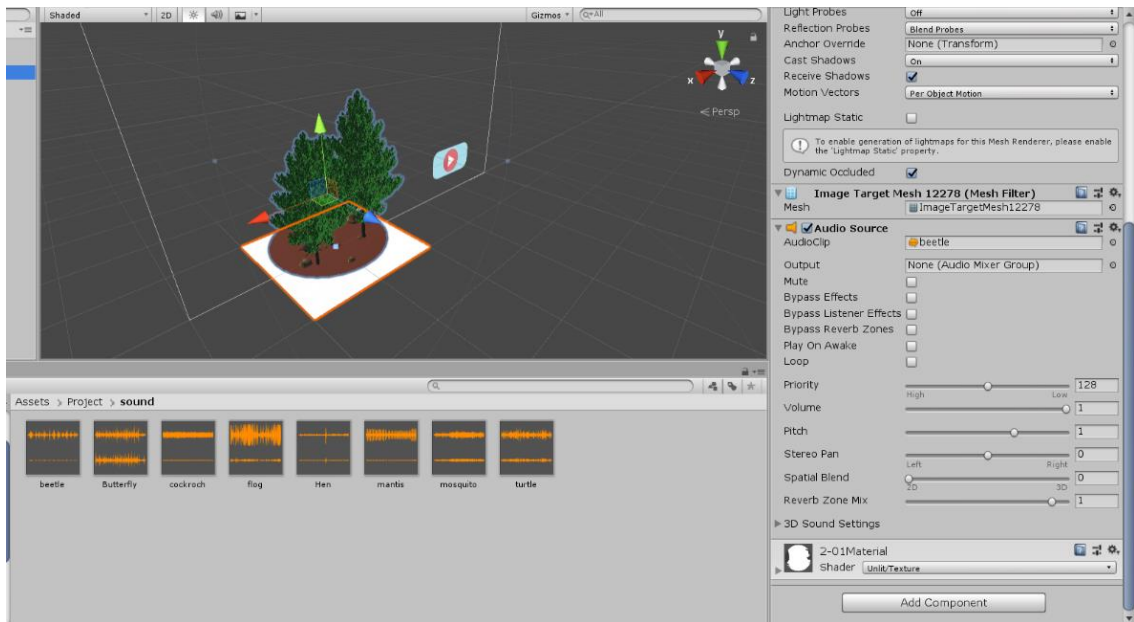 Shaded
2D
Gizmos
All
y
x
z
Persp
Assets > Project > sound
beetle
Butterfly
cockroch
flog
Hen
mantis
mosquito
turtle
Light Probes Off
Reflection Probes Blend Probes
Anchor Override None (Transform)
Cast Shadows On
Receive Shadows
Motion Vectors Per Object Motion
Lightmap Static
To enable generation of lightmaps for this Mesh Renderer, please enable
the 'Lightmap Static' property.
Dynamic Occluded
Image Target Mesh 12278 (Mesh Filter)
Mesh ImageTargetMesh12278
Audio Source
AudioClip beetle
Output None (Audio Mixer Group)
Mute
Bypass Effects
Bypass Listener Effects
Bypass Reverb Zones
Play On Awake
Loop
Priority 128
High Low
Volume 1
Pitch 1
Stereo Pan 0
Left Right
Spatial Blend 0
2D 3D
Reverb Zone Mix 1
3D Sound Settings
2-01Material
Shader Unlit/Texture
Add Component